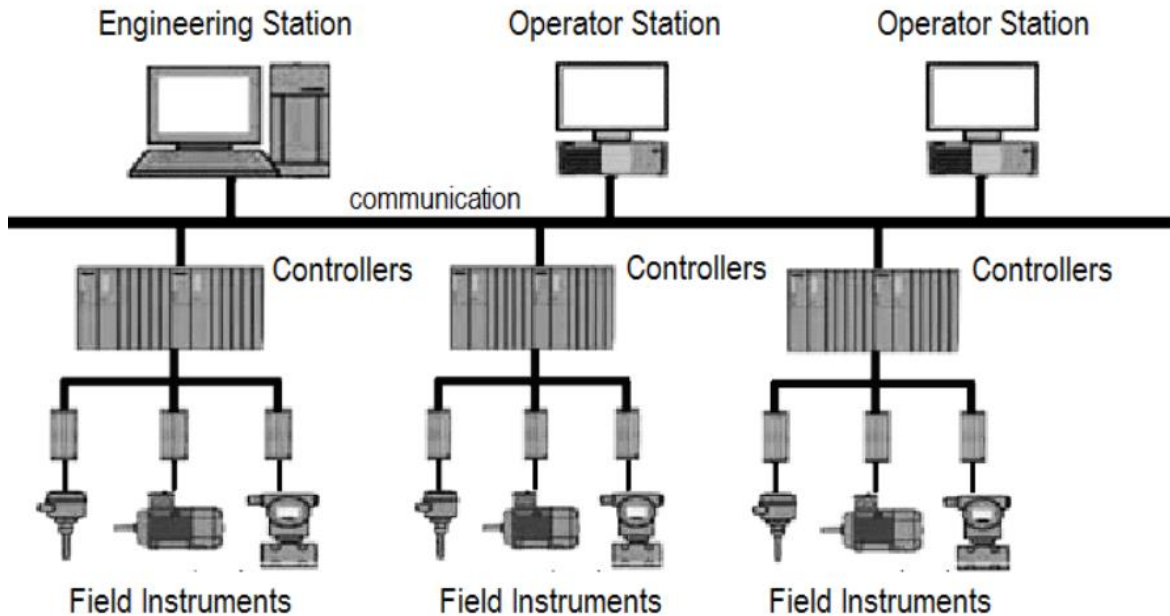 Engineering Station
Operator Station
Operator Station
communication
Controllers
Controllers
Controllers
Field Instruments
Field Instruments
Field Instruments